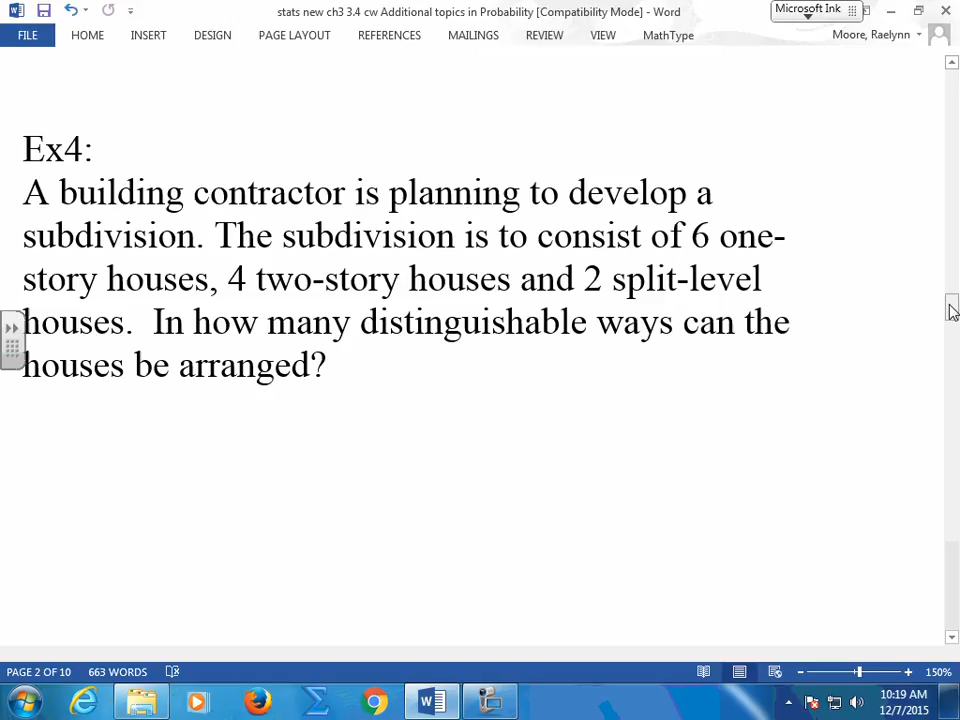 stats new ch3 3.4 cw Additional topics in Probability [Compatibility Mode] - Word
Microsoft Ink
FILE HOME INSERT DESIGN PAGE LAYOUT REFERENCES MAILINGS REVIEW VIEW MathType Moore, Raelynn
Ex4:
A building contractor is planning to develop a
subdivision. The subdivision is to consist of 6 one-
story houses, 4 two-story houses and 2 split-level
houses. In how many distinguishable ways can the
houses be arranged?
PAGE 2 OF 10 663 WORDS 150%
10:19 AM
12/7/2015